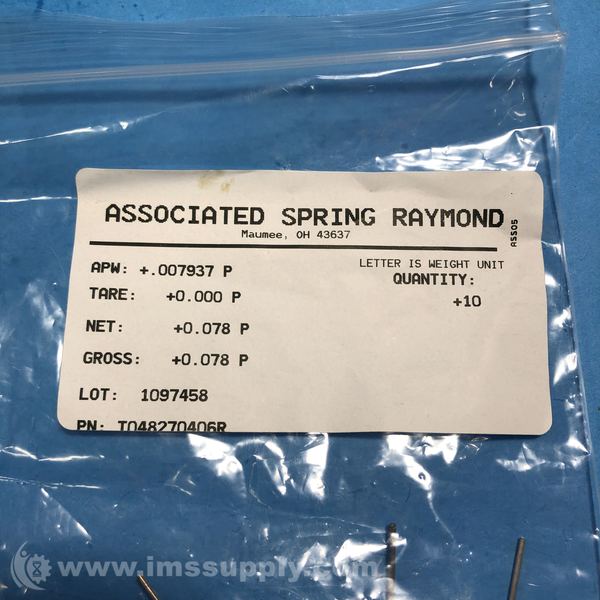 ASSOCIATED SPRING RAYMOND
Maumee, OH 43637
ASS05
APW: +.007937 P
LETTER IS WEIGHT UNIT
QUANTITY:
TARE: +0.000 P
+10
NET: +0.078 P
GROSS: +0.078 P
LOT: 1097458
PN: T048270406R
www.imssupply.com